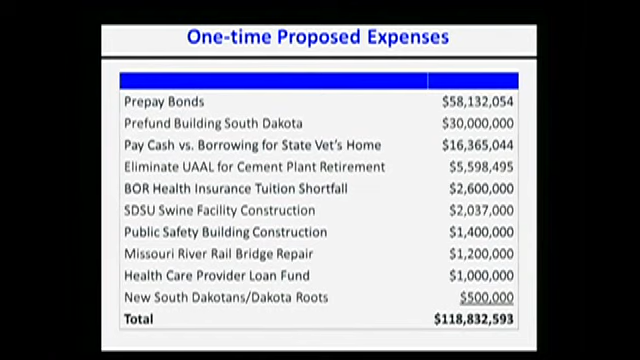 One-time Proposed Expenses
Prepay Bonds $58,132,054
Prefund Building South Dakota $30,000,000
Pay Cash vs. Borrowing for State Vet's Home $16,365,044
Eliminate UAAL for Cement Plant Retirement $5,598,495
BOR Health Insurance Tuition Shortfall $2,600,000
SDSU Swine Facility Construction $2,037,000
Public Safety Building Construction $1,400,000
Missouri River Rail Bridge Repair $1,200,000
Health Care Provider Loan Fund $1,000,000
New South Dakotans/Dakota Roots $500,000
Total $118,832,593